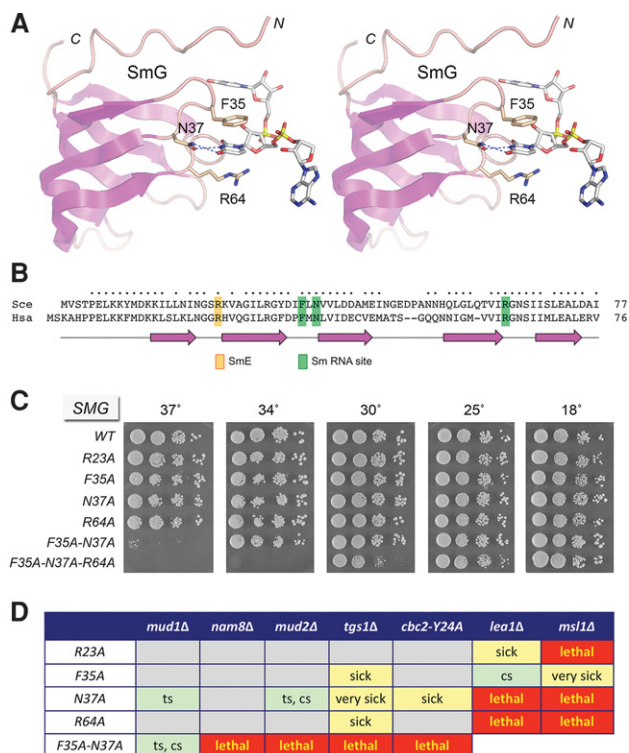 A
C
N
SmG
F35
N37
R64
C
N
SmG
F35
N37
R64
B
Sce MVSTPELKKYMDKKILLNINGSRKVAGILRGYDIFLNVVLDDAMEINGEDPANNHQLGLQTVIRGNSIISLEALDAI 77
Hsa MSKAHPPELKKFMDKKLSLKLNGGRHVQGILRGFDPFMNLVIDECVEMATS--GQQNNIGM-VVIRGNSIIMLEALERV 76
SmE Sm RNA site
C
SMG 37° 34° 30° 25° 18°
WT
R23A
F35A
N37A
R64A
F35A-N37A
F35A-N37A-R64A
D
mud1Δ nam8Δ mud2Δ tgs1Δ cbc2-Y24A lea1Δ msl1Δ
R23A sick lethal
F35A sick cs very sick
N37A ts ts, cs very sick sick lethal lethal
R64A sick lethal lethal
F35A-N37A ts, cs lethal lethal lethal lethal